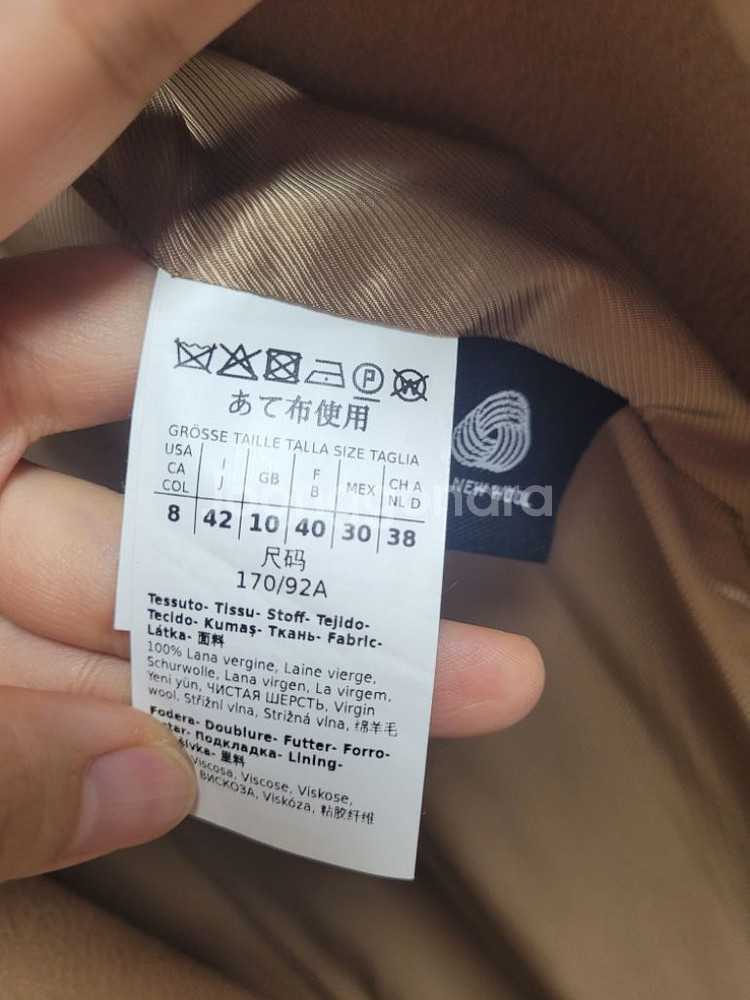 P
W
あて布使用
GRÖSSE TAILLE TALLA SIZE TAGLIA
USA CA COL I J GB F B MEX CH A NL D
8 42 10 40 30 38
尺码
170/92A
Tessuto- Tissu- Stoff- Tejido-
Tecido- Kumaş- Ткань- Fabric-
Látka- 面料
100% Lana vergine, Laine vierge,
Schurwolle, Lana virgen, La virgem,
Yeni yün, ЧИСТАЯ ШЕРСТЬ, Virgin
wool, Střižní vlna, Strižná vlna, 绵羊毛
Fodera- Doublure- Futter- Forro-
Подкладка- Lining-
里料
Viscosa, Viscose, Viskose,
ВИСКОЗА, Viskóza, 粘胶纤维
NEW WOOL